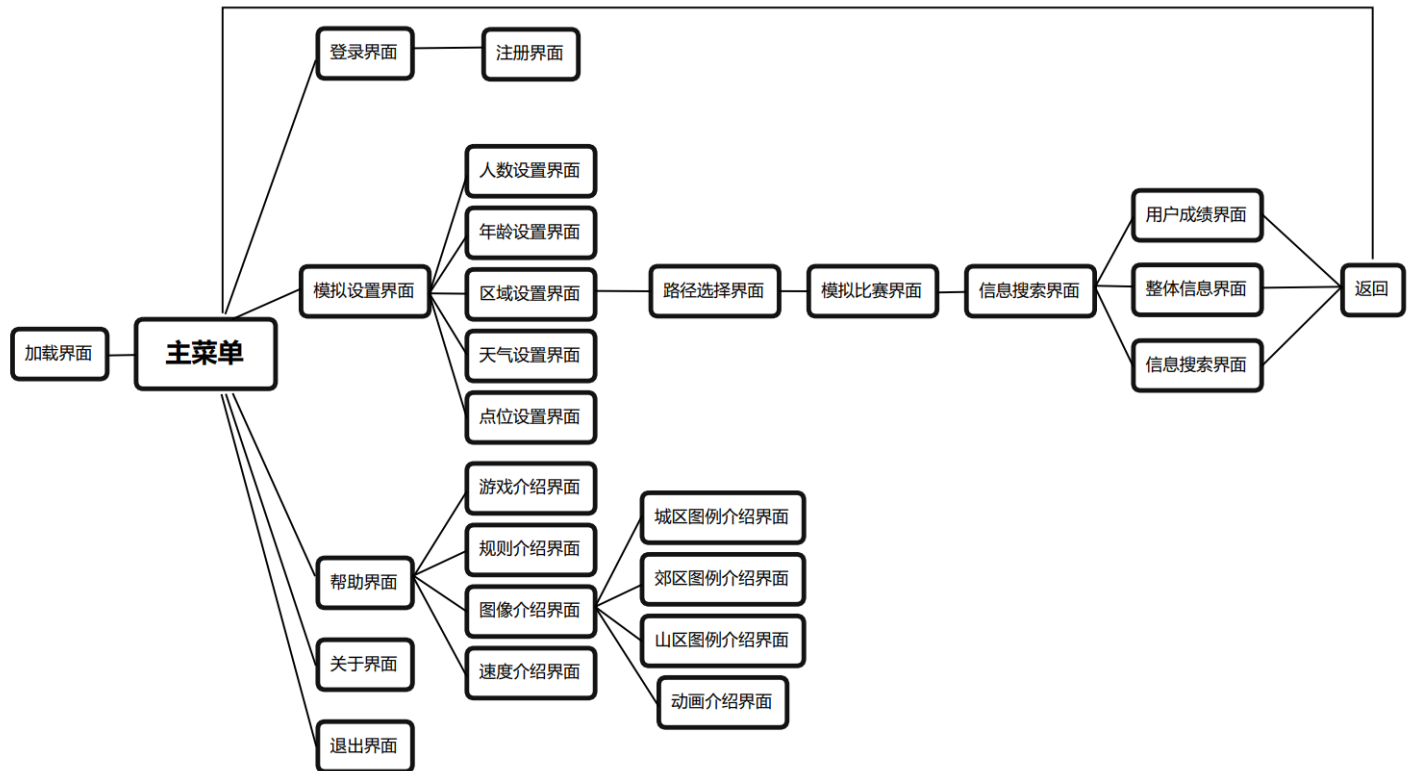 登录界面
注册界面
人数设置界面
年龄设置界面
模拟设置界面
区域设置界面
天气设置界面
点位设置界面
路径选择界面
模拟比赛界面
信息搜索界面
用户成绩界面
整体信息界面
信息搜索界面
返回
加载界面
主菜单
游戏介绍界面
规则介绍界面
帮助界面
图像介绍界面
速度介绍界面
城区图例介绍界面
郊区图例介绍界面
山区图例介绍界面
动画介绍界面
关于界面
退出界面